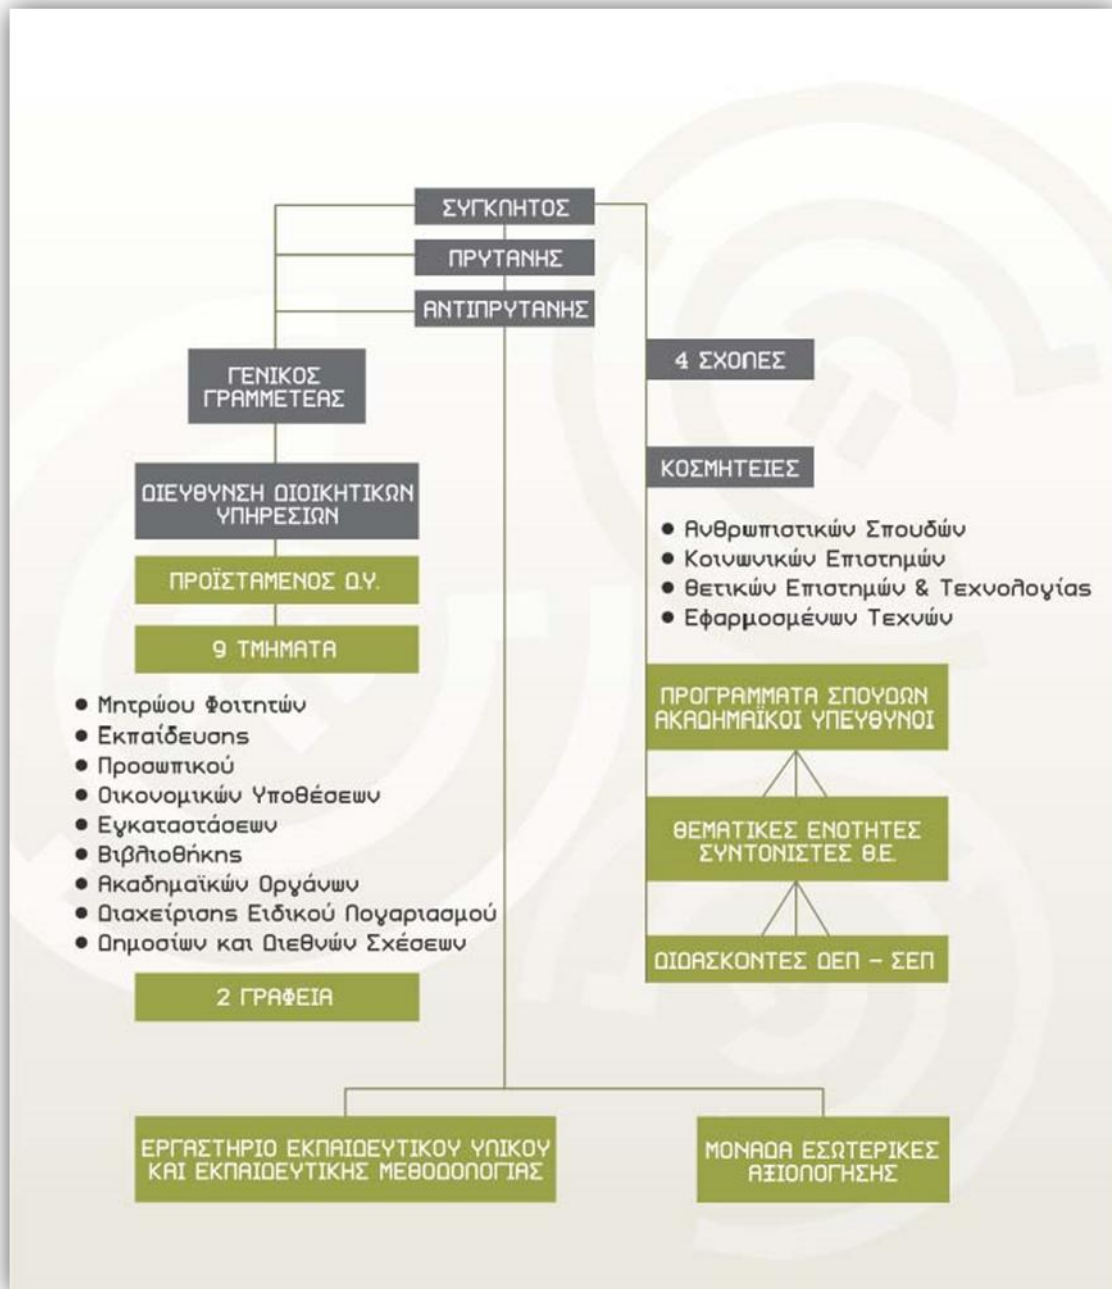 ΣΥΓΚΛΗΤΟΣ
ΠΡΥΤΑΝΗΣ
ΑΝΤΙΠΡΥΤΑΝΗΣ
ΓΕΝΙΚΟΣ
ΓΡΑΜΜΕΤΕΑΣ
ΔΙΕΥΘΥΝΣΗ ΔΙΟΙΚΗΤΙΚΩΝ
ΥΠΗΡΕΣΙΩΝ
ΠΡΟΪΣΤΑΜΕΝΟΣ Δ.Υ.
9 ΤΜΗΜΑΤΑ
● Μητρώου Φοιτητών
● Εκπαίδευσης
● Προσωπικού
● Οικονομικών Υποθέσεων
● Εγκαταστάσεων
● Βιβλιοθήκης
● Ακαδημαϊκών Οργάνων
● Διαχείρισης Ειδικού Λογαριασμού
● Δημοσίων και Διεθνών Σχέσεων
2 ΓΡΑΦΕΙΑ
4 ΣΧΟΛΕΣ
ΚΟΣΜΗΤΕΙΕΣ
● Ανθρωπιστικών Σπουδών
● Κοινωνικών Επιστημών
● Θετικών Επιστημών & Τεχνολογίας
● Εφαρμοσμένων Τεχνών
ΠΡΟΓΡΑΜΜΑΤΑ ΣΠΟΥΔΩΝ
ΑΚΑΔΗΜΑΪΚΟΙ ΥΠΕΥΘΥΝΟΙ
ΘΕΜΑΤΙΚΕΣ ΕΝΟΤΗΤΕΣ
ΣΥΝΤΟΝΙΣΤΕΣ Θ.Ε.
ΔΙΔΑΣΚΟΝΤΕΣ ΔΕΠ – ΣΕΠ
ΕΡΓΑΣΤΗΡΙΟ ΕΚΠΑΙΔΕΥΤΙΚΟΥ ΥΛΙΚΟΥ
ΚΑΙ ΕΚΠΑΙΔΕΥΤΙΚΗΣ ΜΕΘΟΔΟΛΟΓΙΑΣ
ΜΟΝΑΔΑ ΕΣΩΤΕΡΙΚΕΣ
ΑΞΙΟΛΟΓΗΣΗΣ